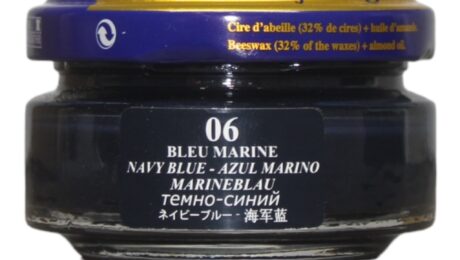 Cire d'abeille (32% de cires) + huile d'amande.
Beeswax (32% of the waxes) + almond oil.
06
BLEU MARINE
NAVY BLUE - AZUL MARINO
MARINEBLAU
темно-синий
ネイビーブルー - 海军蓝